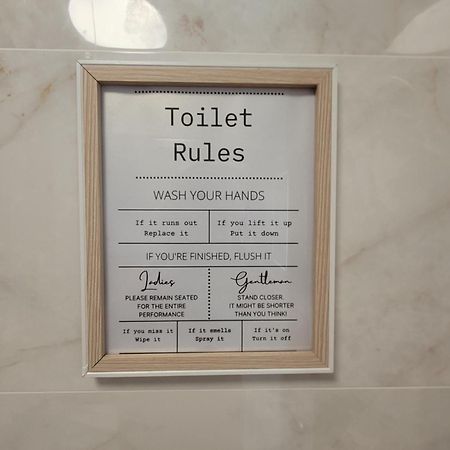 Toilet
Rules
WASH YOUR HANDS
If it runs out
Replace it
If you lift it up
Put it down
IF YOU'RE FINISHED, FLUSH IT
Ladies
PLEASE REMAIN SEATED
FOR THE ENTIRE
PERFORMANCE
Gentleman
STAND CLOSER.
IT MIGHT BE SHORTER
THAN YOU THINK!
If you miss it
Wipe it
If it smells
Spray it
If it's on
Turn it off